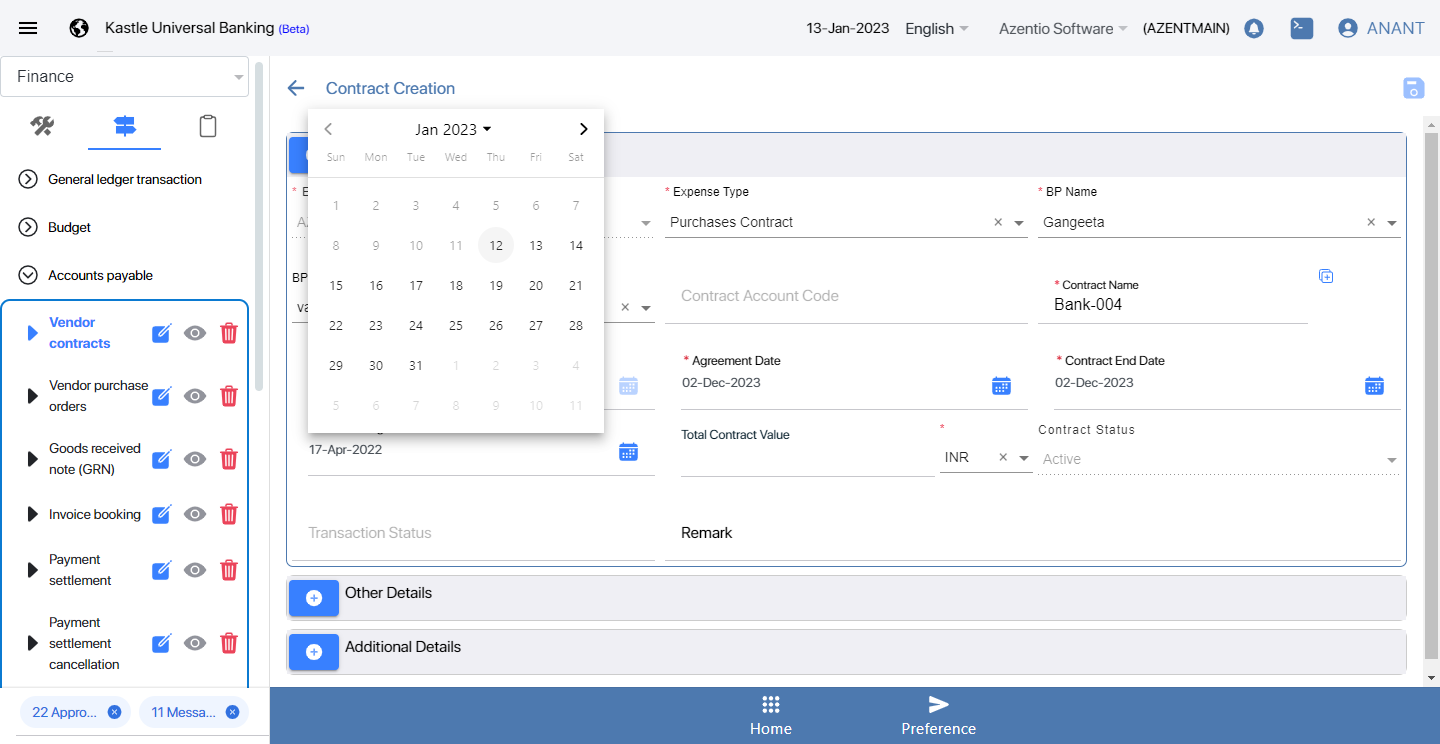 Kastle Universal Banking (Beta)
13-Jan-2023
English
Azentio Software
(AZENTMAIN)
ANANT
Finance
General ledger transaction
Budget
Accounts payable
Vendor
contracts
Vendor purchase
orders
Goods received
note (GRN)
Invoice booking
Payment
settlement
Payment
settlement
cancellation
22 Appro...
11 Messa...
Contract Creation
Jan 2023
Sun Mon Tue Wed Thu Fri Sat
1 2 3 4 5 6 7
8 9 10 11 12 13 14
15 16 17 18 19 20 21
22 23 24 25 26 27 28
29 30 31 1 2 3 4
5 6 7 8 9 10 11
* Expense Type
Purchases Contract
* BP Name
Gangeeta
BP
Contract Account Code
* Contract Name
Bank-004
* Agreement Date
02-Dec-2023
* Contract End Date
02-Dec-2023
17-Apr-2022
Total Contract Value
*
INR
Contract Status
Active
Transaction Status
Remark
Other Details
Additional Details
Home
Preference